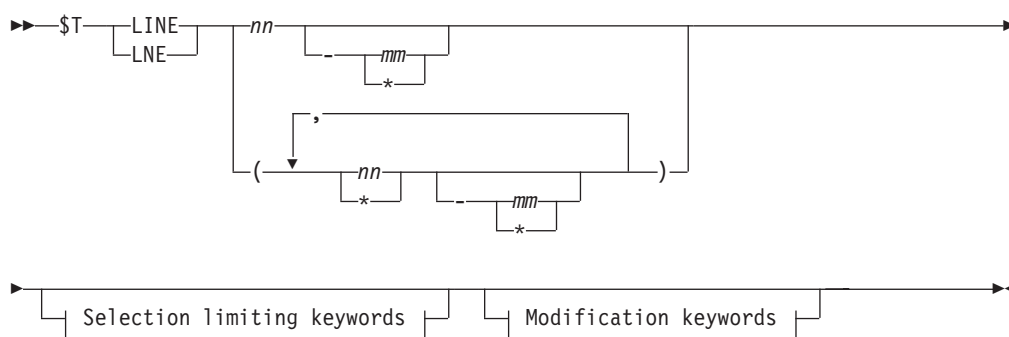 $T LINE nn
LNE - mm
*
,
( nn )
* - mm
*
Selection limiting keywords Modification keywords